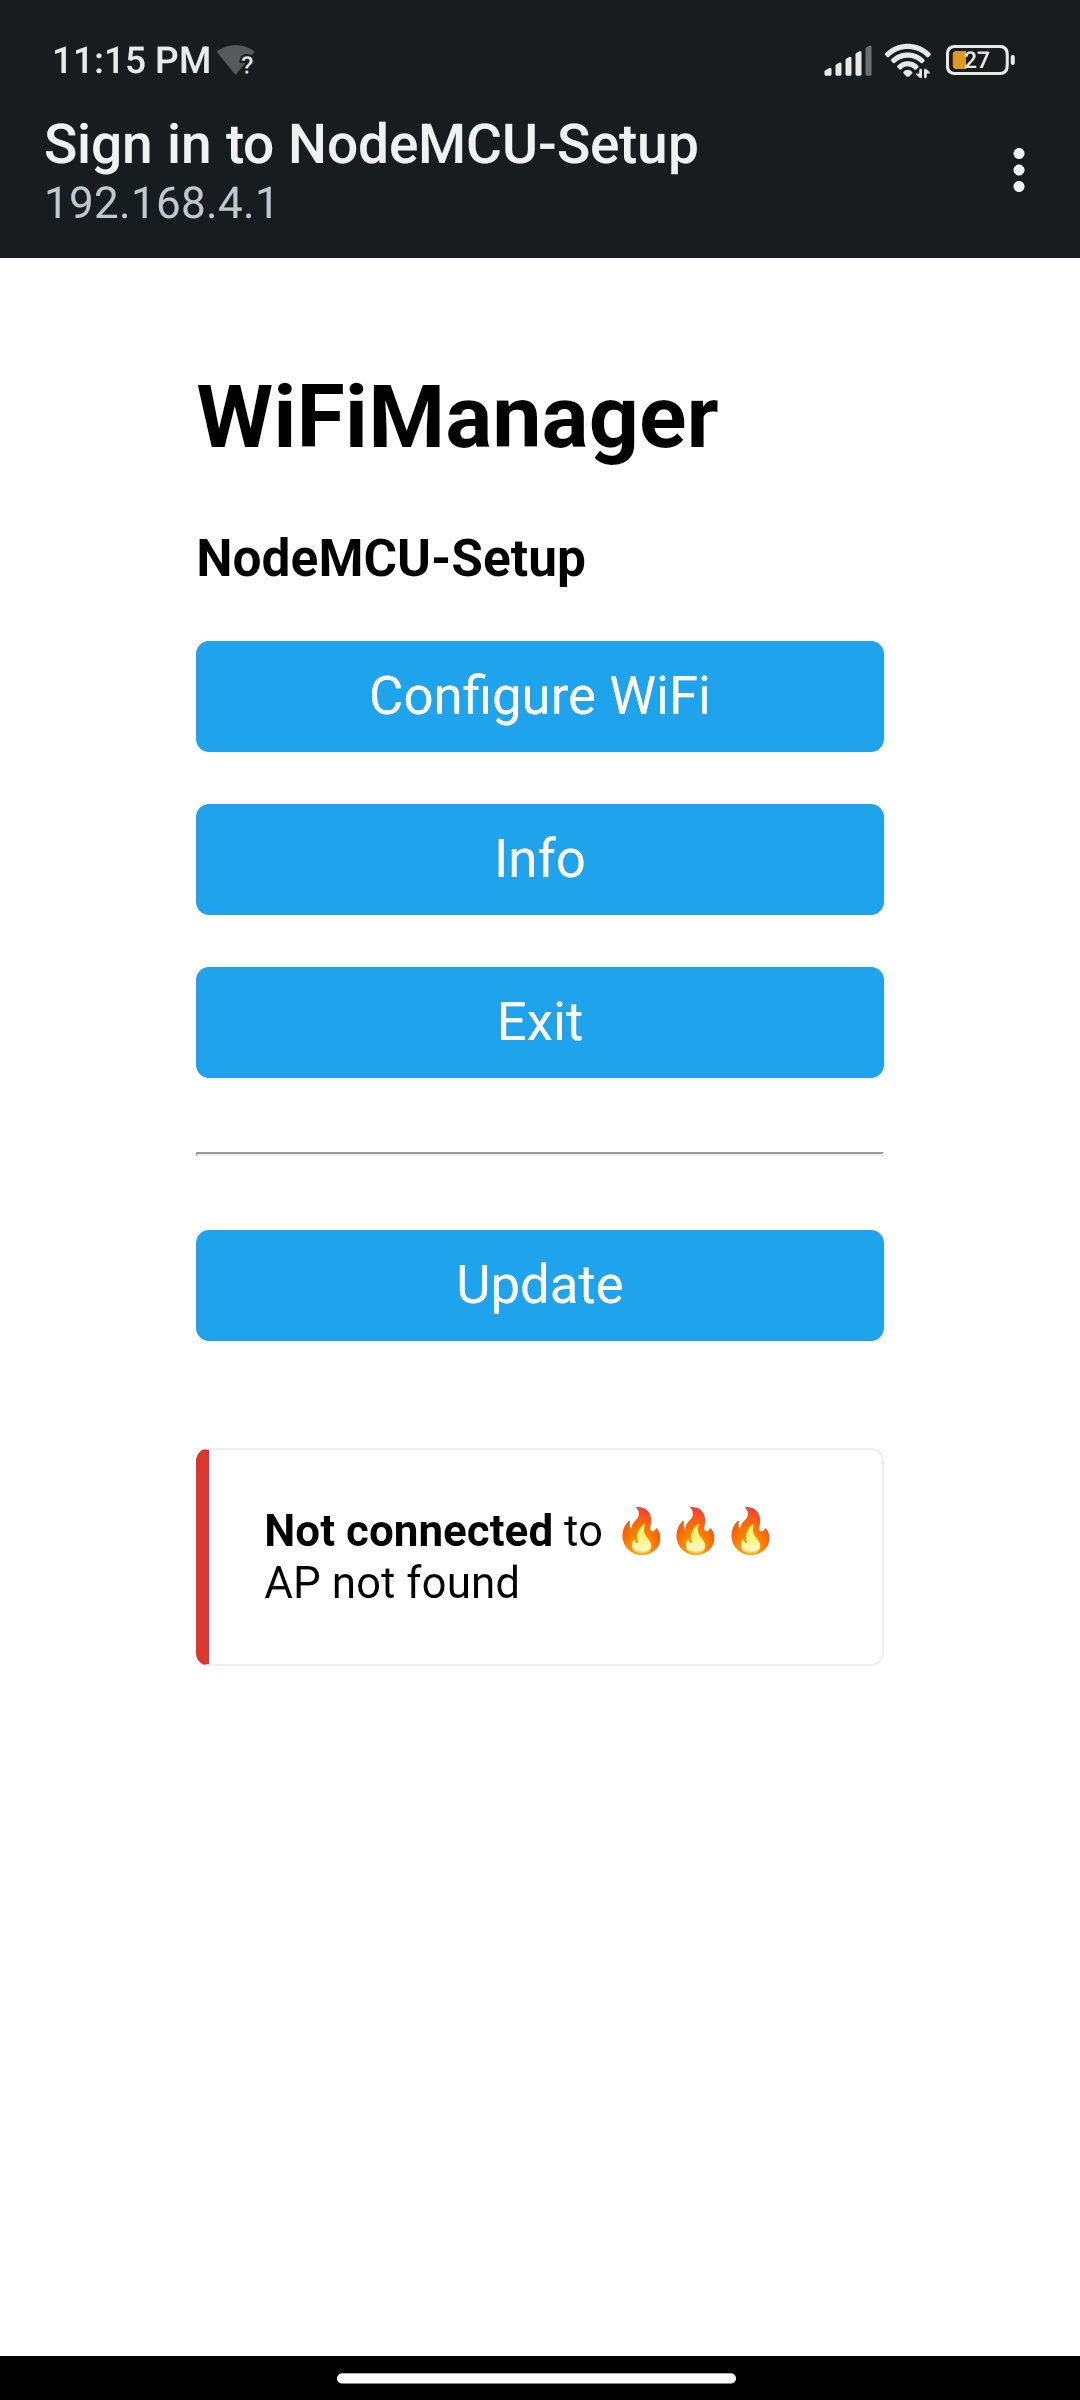 11:15 PM
27
Sign in to NodeMCU-Setup
192.168.4.1
WiFiManager
NodeMCU-Setup
Configure WiFi
Info
Exit
Update
Not connected to 🔥🔥🔥
AP not found